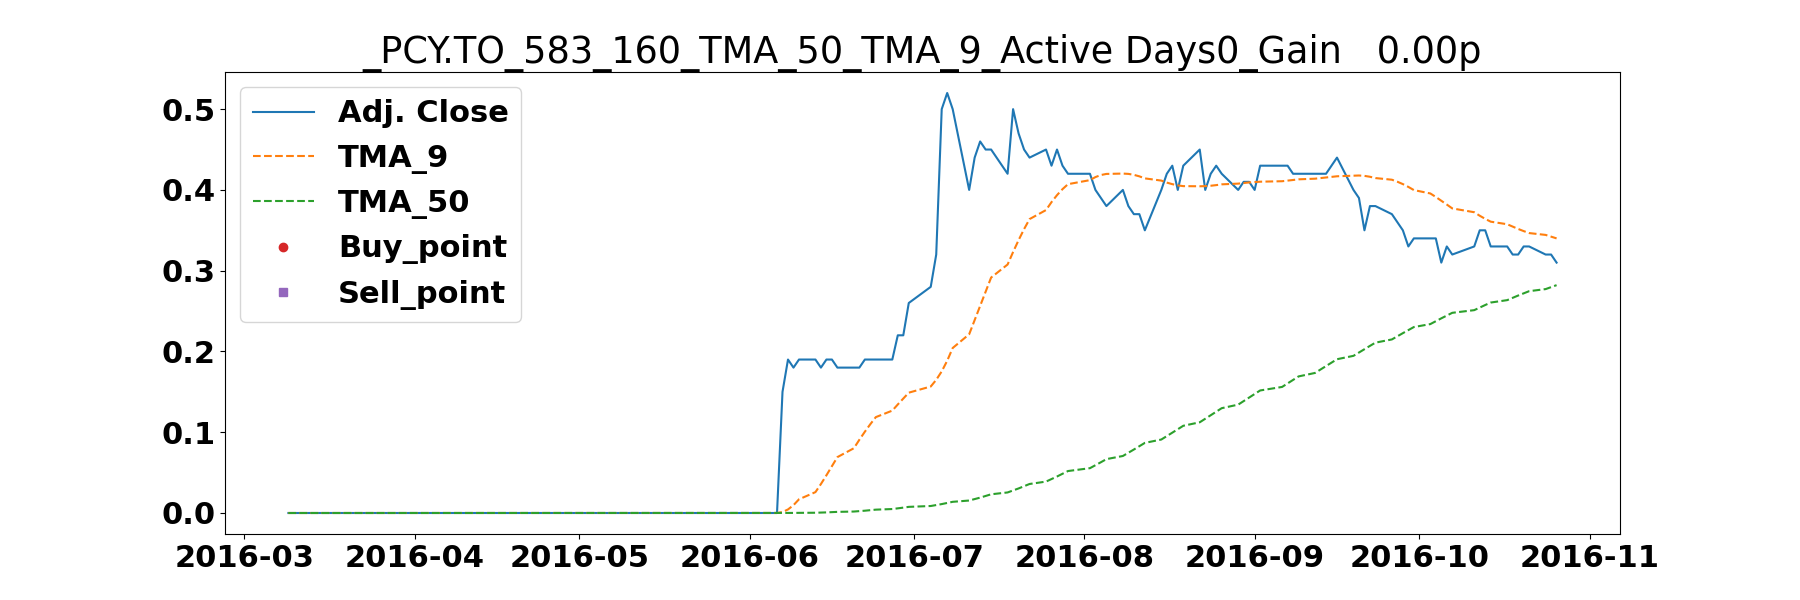 _PCY.TO_583_160_TMA_50_TMA_9_Active Days0_Gain   0.00p
Adj. Close
TMA_9
TMA_50
Buy_point
Sell_point
0.5
0.4
0.3
0.2
0.1
0.0
2016-03 2016-04 2016-05 2016-06 2016-07 2016-08 2016-09 2016-10 2016-11